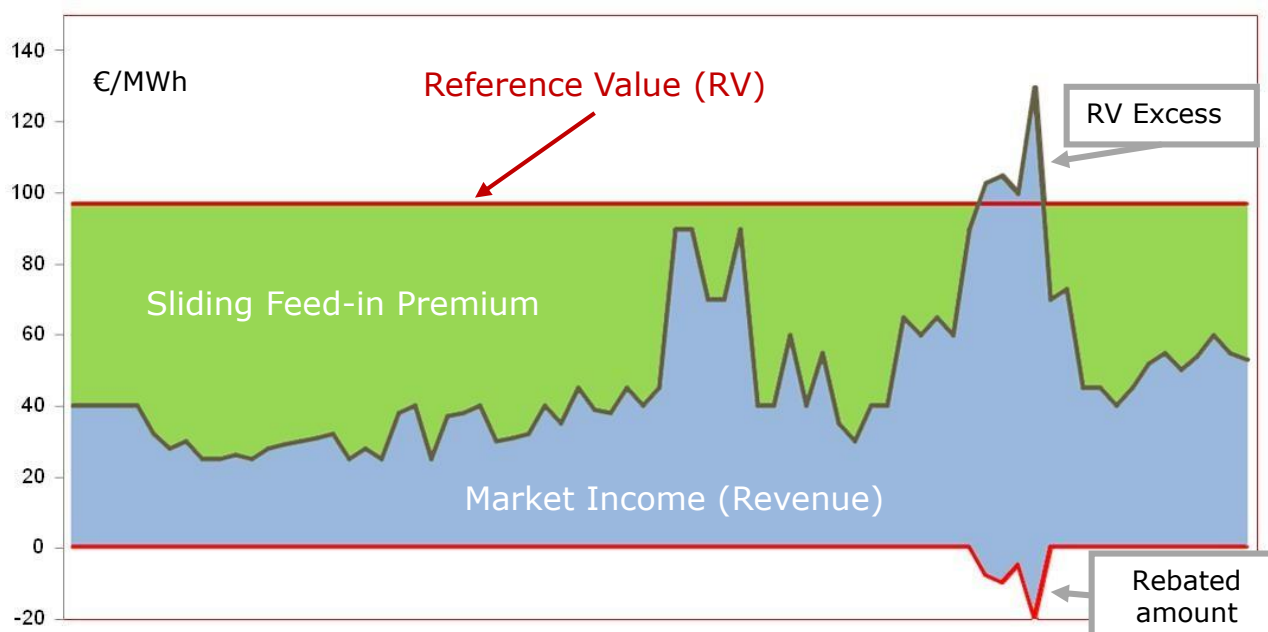 140
€/MWh
Reference Value (RV)
120
RV Excess
100
80
Sliding Feed-in Premium
60
40
20
Market Income (Revenue)
0
Rebated
amount
-20